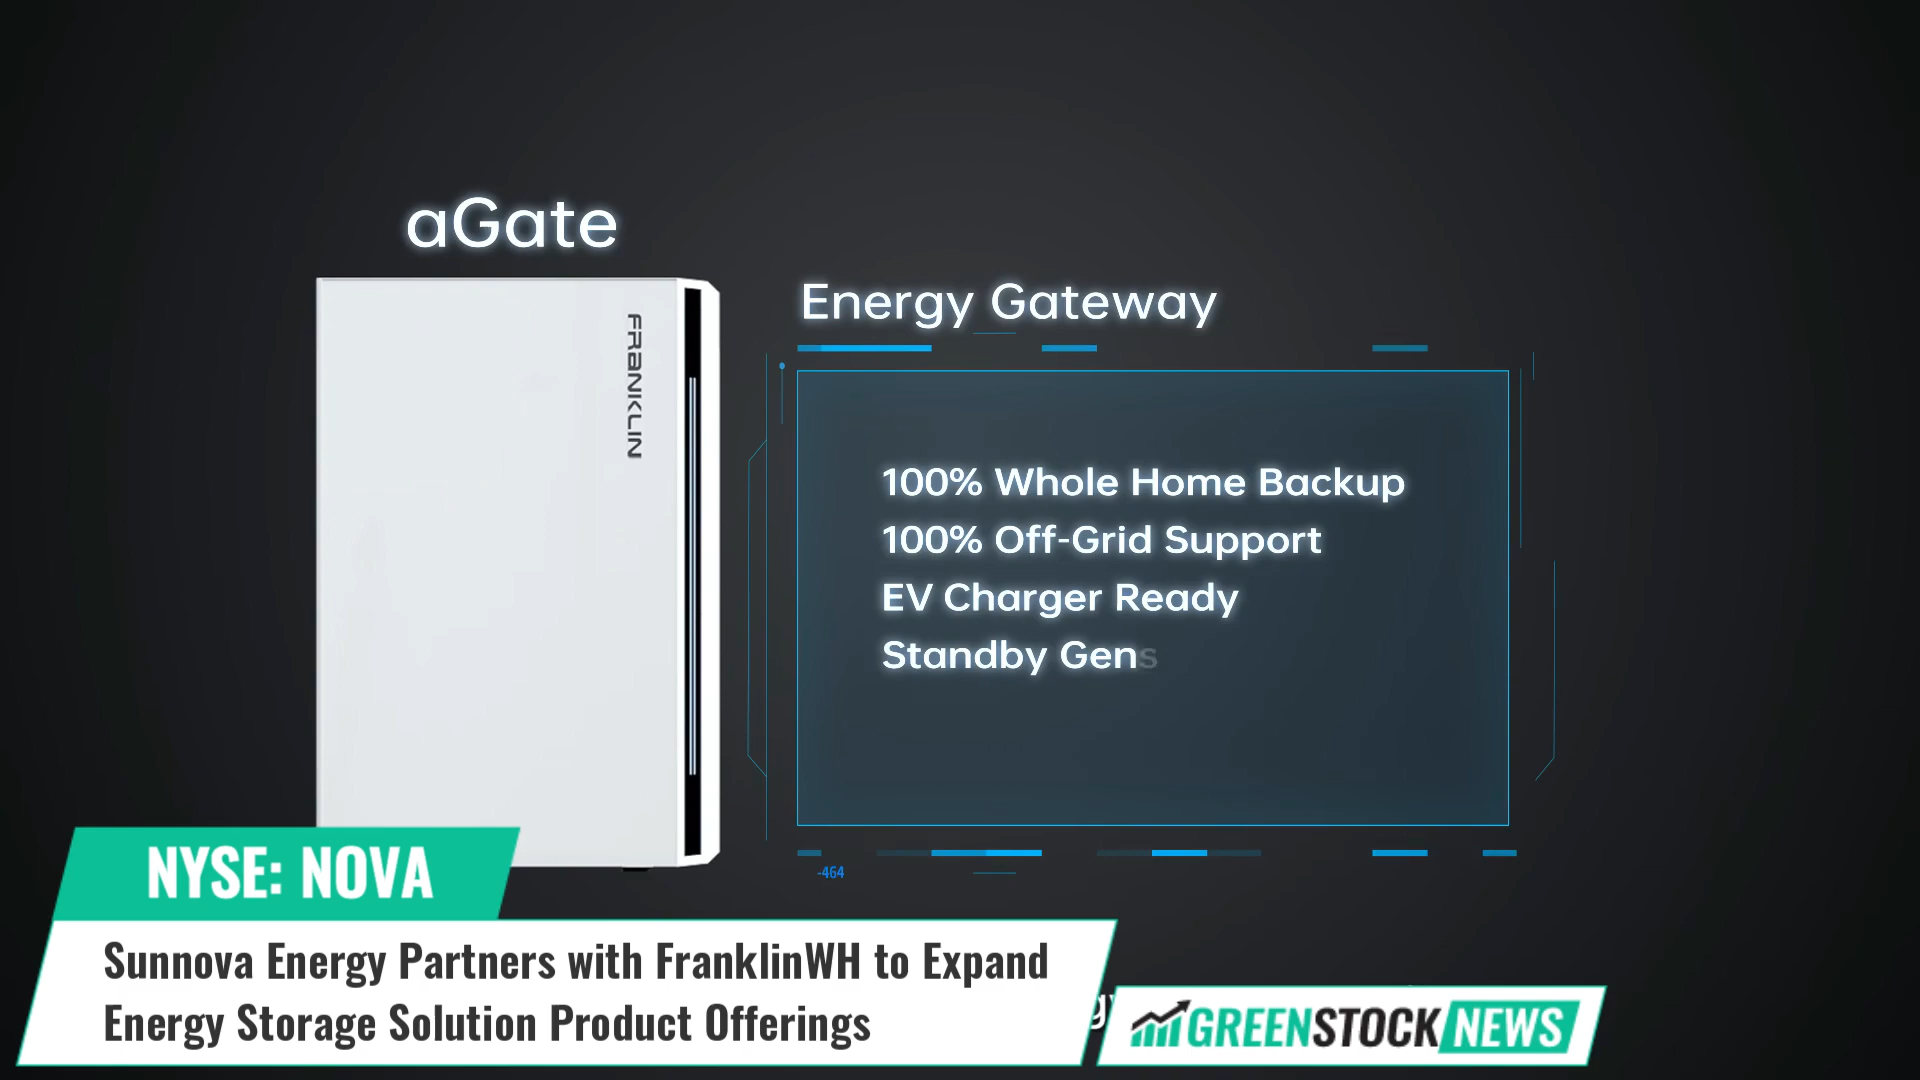 aGate
FRANKLIN
Energy Gateway
100% Whole Home Backup
100% Off-Grid Support
EV Charger Ready
Standby Gens
-464
NYSE: NOVA
Sunnova Energy Partners with FranklinWH to Expand
Energy Storage Solution Product Offerings
GREENSTOCK NEWS